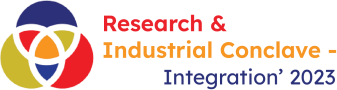 Research &
Industrial Conclave -
Integration' 2023